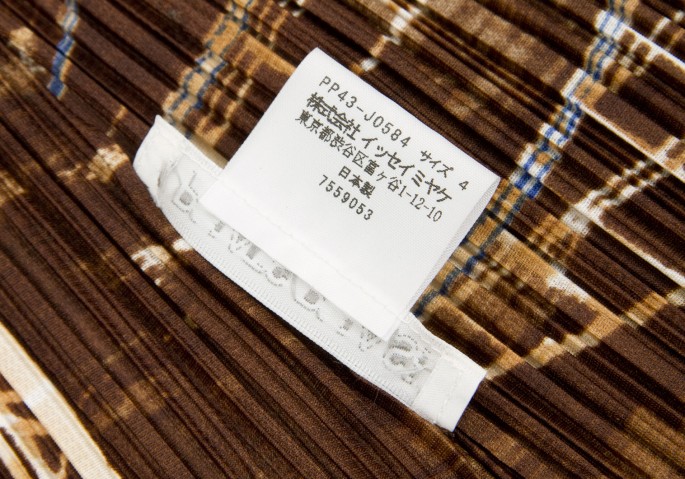 PP43-J0584 サイズ 4
株式会社 イッセイミヤケ
東京都渋谷区富ヶ谷1-12-10
日本製
7559053